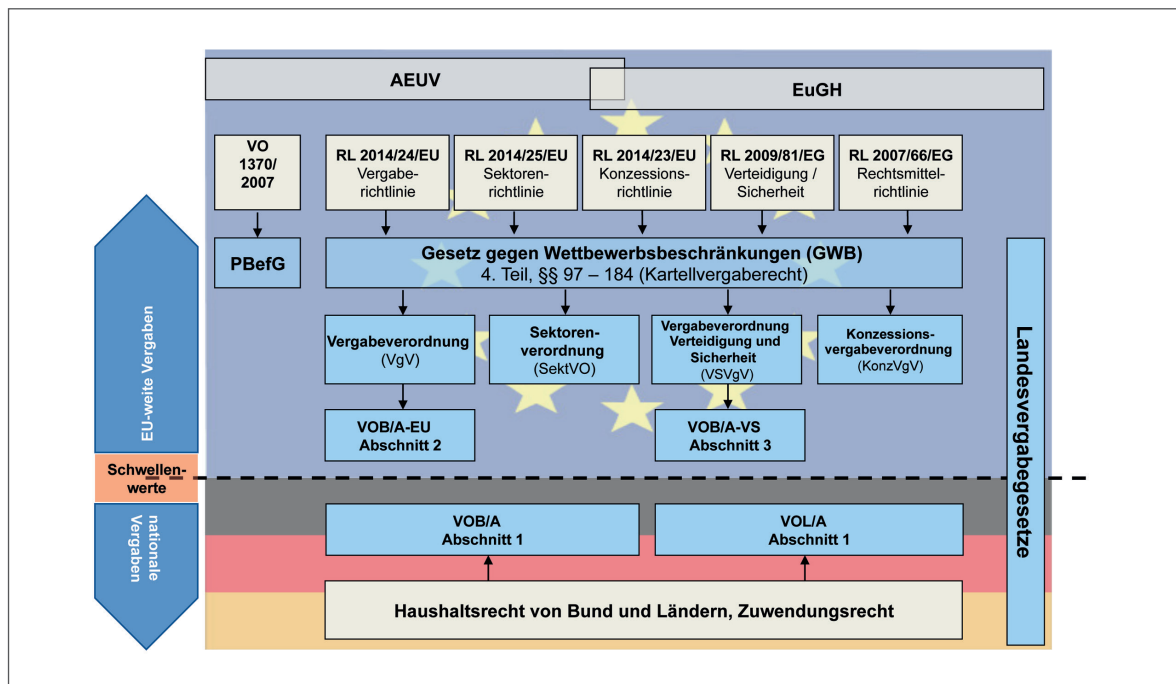 AEUV
EuGH
VO
1370/
2007
RL 2014/24/EU
Vergabe-
richtlinie
RL 2014/25/EU
Sektoren-
richtlinie
RL 2014/23/EU
Konzessions-
richtlinie
RL 2009/81/EG
Verteidigung /
Sicherheit
RL 2007/66/EG
Rechtsmittel-
richtlinie
PBefG
Gesetz gegen Wettbewerbsbeschränkungen (GWB)
4. Teil, §§ 97 – 184 (Kartellvergaberecht)
Vergabeverordnung
(VgV)
Sektoren-
verordnung
(SektVO)
Vergabeverordnung
Verteidigung und
Sicherheit
(VSVgV)
Konzessions-
vergabeverordnung
(KonzVgV)
VOB/A-EU
Abschnitt 2
VOB/A-VS
Abschnitt 3
EU-weite Vergaben
Schwellen-
werte
nationale
Vergaben
VOB/A
Abschnitt 1
VOL/A
Abschnitt 1
Haushaltsrecht von Bund und Ländern, Zuwendungsrecht
Landesvergabegesetze